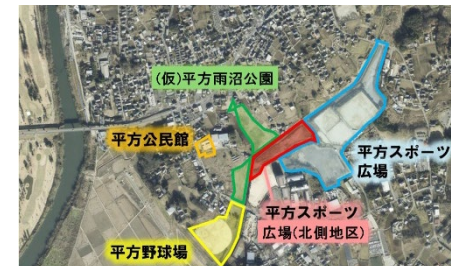 (仮)平方雨沼公園
平方公民館
平方スポーツ
広場
平方スポーツ
広場(北側地区)
平方野球場